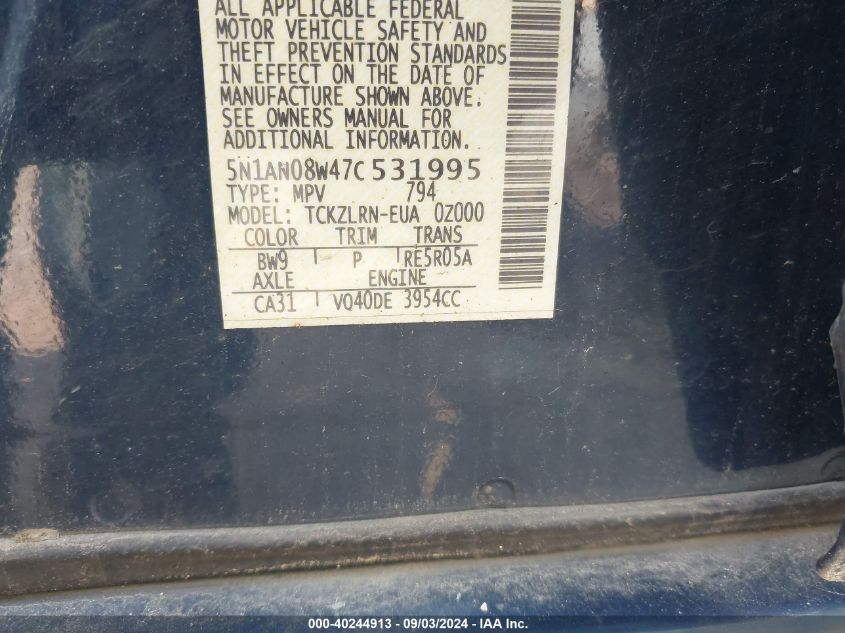 ALL APPLICABLE FEDERAL
MOTOR VEHICLE SAFETY AND
THEFT PREVENTION STANDARDS
IN EFFECT ON THE DATE OF
MANUFACTURE SHOWN ABOVE.
SEE OWNERS MANUAL FOR
ADDITIONAL INFORMATION.
5N1AN08W47C531995
TYPE: MPV 794
MODEL: TCKZLRN-EUA 0Z000
COLOR TRIM TRANS
BW9 P RE5R05A
AXLE ENGINE
CA31 VQ40DE 3954CC
000-40244913 - 09/03/2024 - IAA Inc.